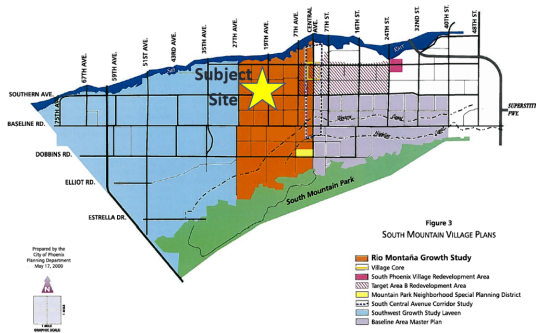 67TH AVE.
59TH AVE.
51ST AVE.
43RD AVE.
35TH AVE.
27TH AVE.
19TH AVE.
7TH AVE.
CENTRAL AVE.
7TH ST.
16TH ST.
24TH ST.
32ND ST.
40TH ST.
48TH ST.
Subject
Site
SOUTHERN AVE.
75TH AVE.
BASELINE RD.
DOBBINS RD.
ELLIOT RD.
ESTRELLA DR.
South Mountain Park
Figure 3
SOUTH MOUNTAIN VILLAGE PLANS
Prepared by the
City of Phoenix
Planning Department
May 17, 2000
N
1 MILE
GRAPHIC SCALE
Rio Montaña Growth Study
Village Core
South Phoenix Village Redevelopment Area
Target Area B Redevelopment Area
Mountain Park Neighborhood Special Planning District
South Central Avenue Corridor Study
Southwest Growth Study Laveen
Baseline Area Master Plan